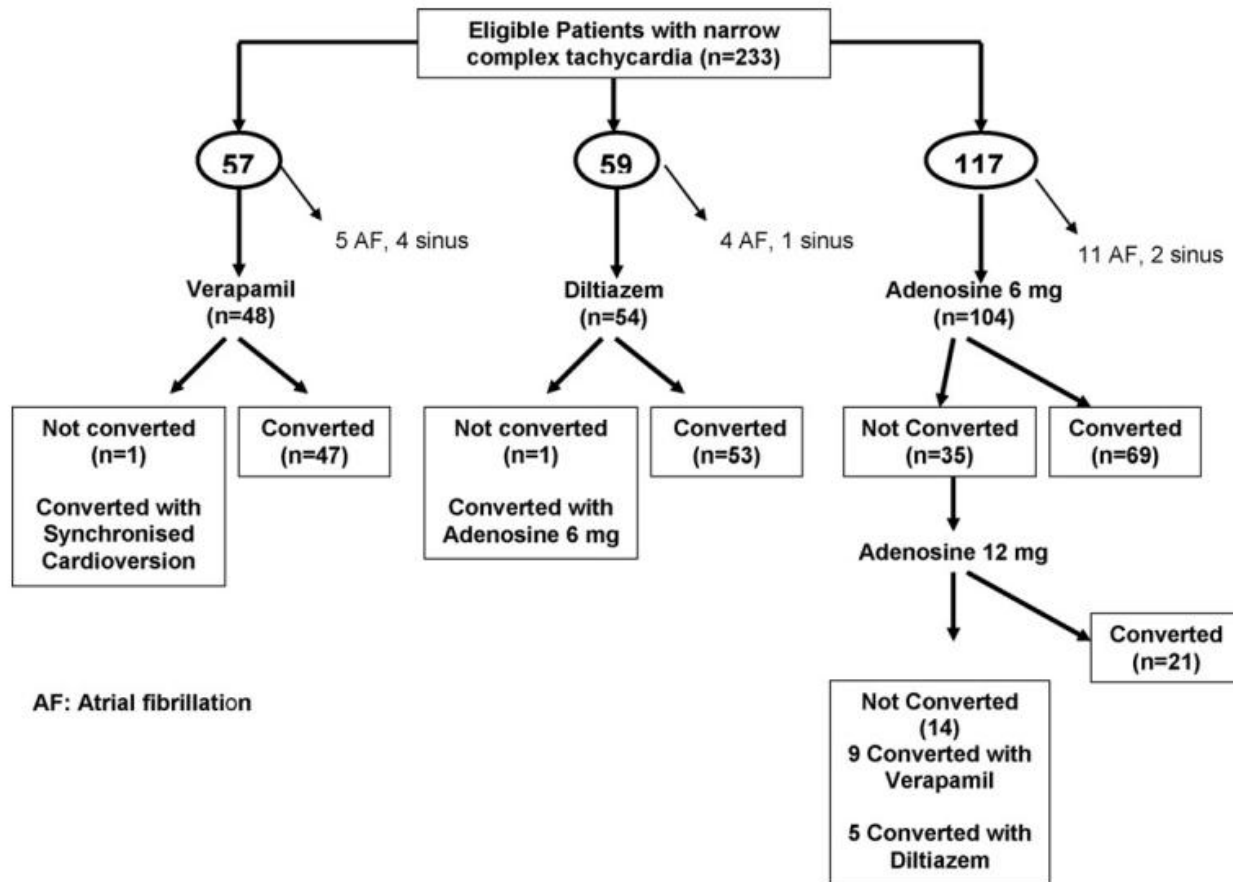 Eligible Patients with narrow
complex tachycardia (n=233)
57
59
117
5 AF, 4 sinus
4 AF, 1 sinus
11 AF, 2 sinus
Verapamil
(n=48)
Diltiazem
(n=54)
Adenosine 6 mg
(n=104)
Not converted
(n=1)
Converted with
Synchronised
Cardioversion
Converted
(n=47)
Not converted
(n=1)
Converted with
Adenosine 6 mg
Converted
(n=53)
Not Converted
(n=35)
Converted
(n=69)
Adenosine 12 mg
Converted
(n=21)
AF: Atrial fibrillation
Not Converted
(14)
9 Converted with
Verapamil
5 Converted with
Diltiazem